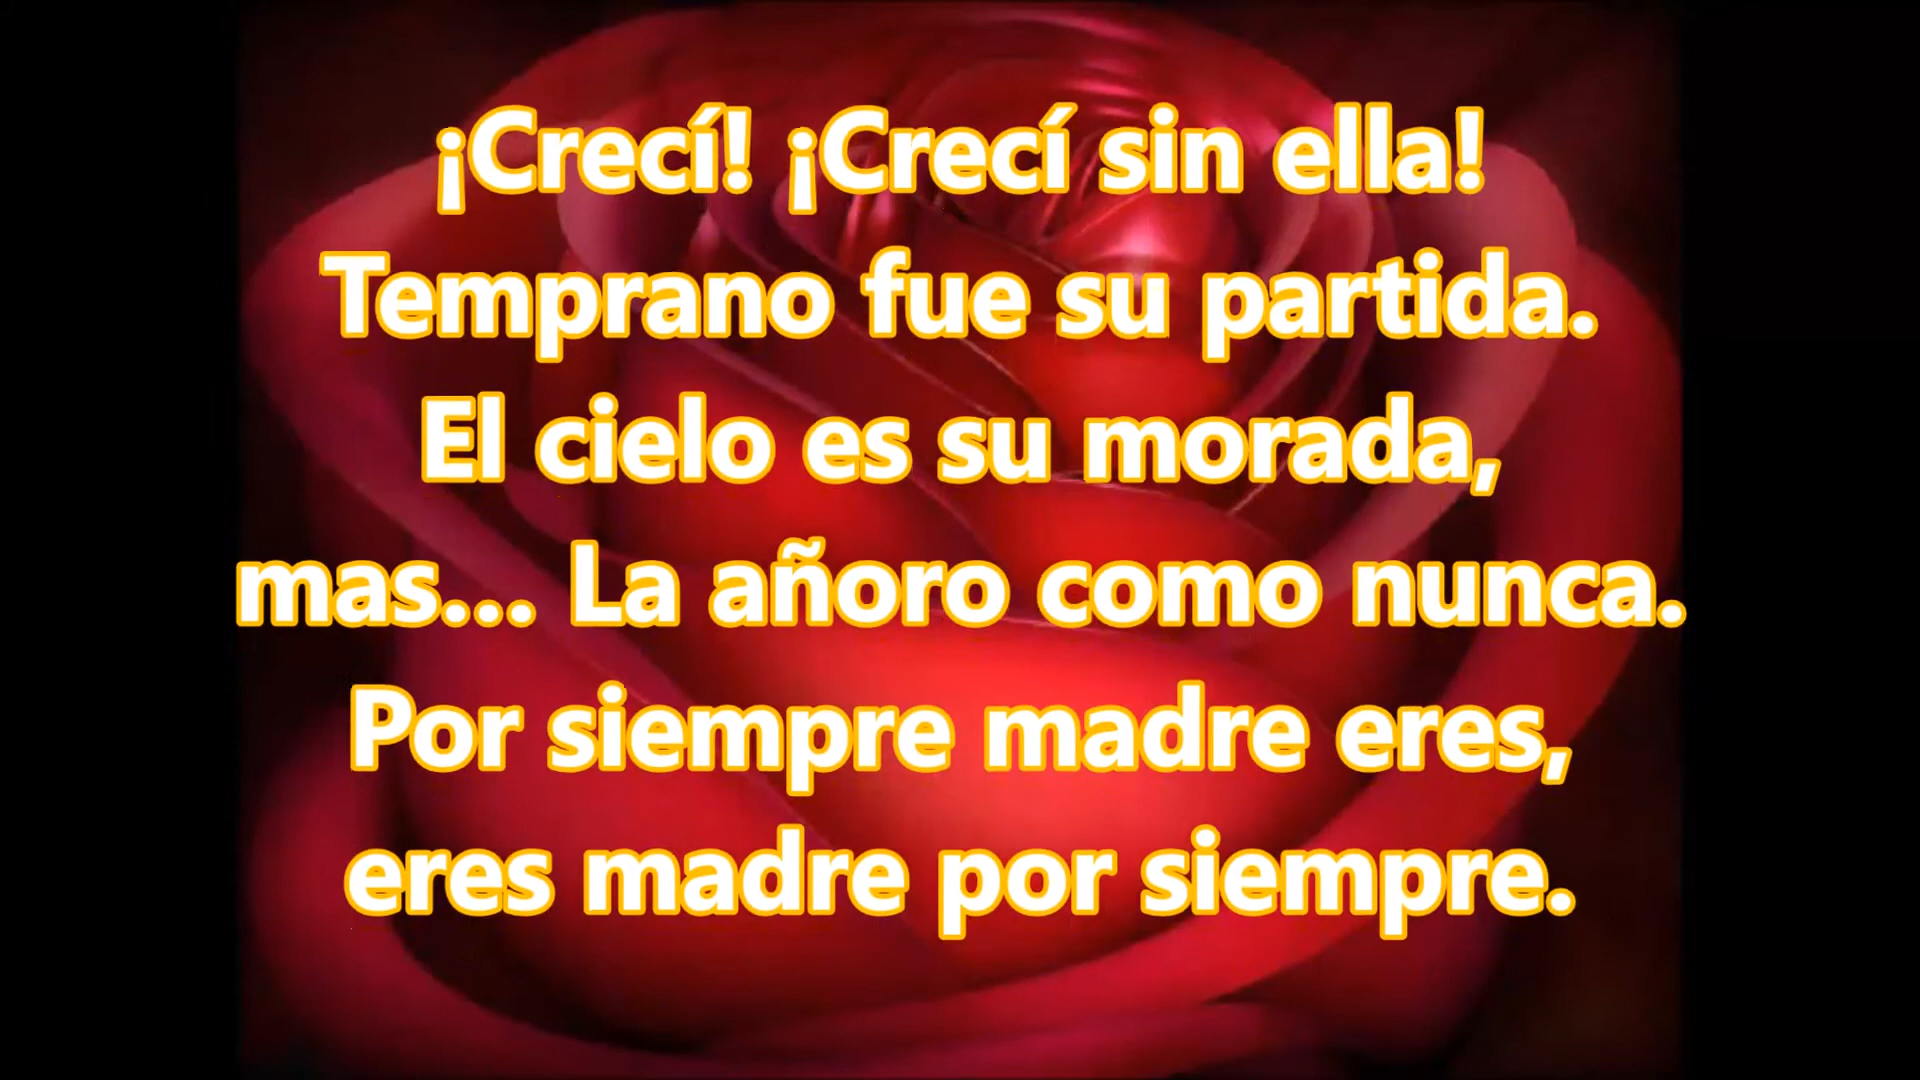 ¡Crecí! ¡Crecí sin ella!
Temprano fue su partida.
El cielo es su morada,
mas... La añoro como nunca.
Por siempre madre eres,
eres madre por siempre.